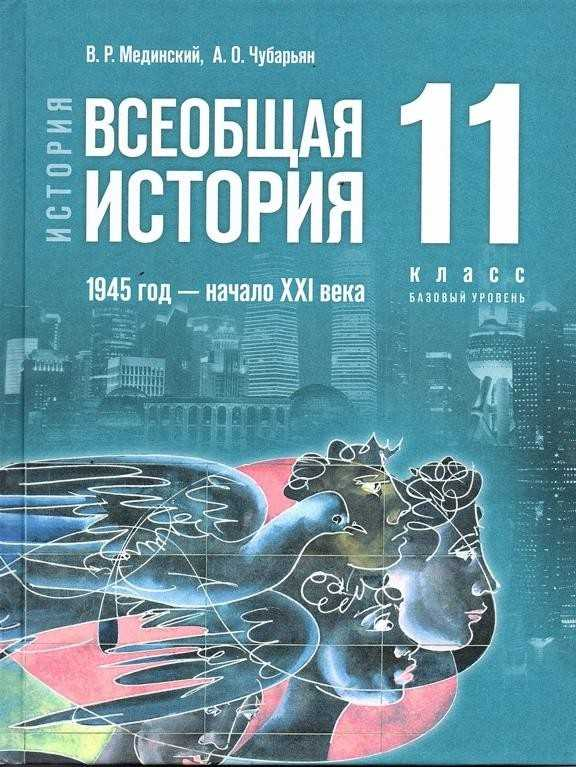 В. Р. Мединский, А. О. Чубарьян
ИСТОРИЯ
ВСЕОБЩАЯ
ИСТОРИЯ
1945 год — начало XXI века
11
класс
БАЗОВЫЙ УРОВЕНЬ